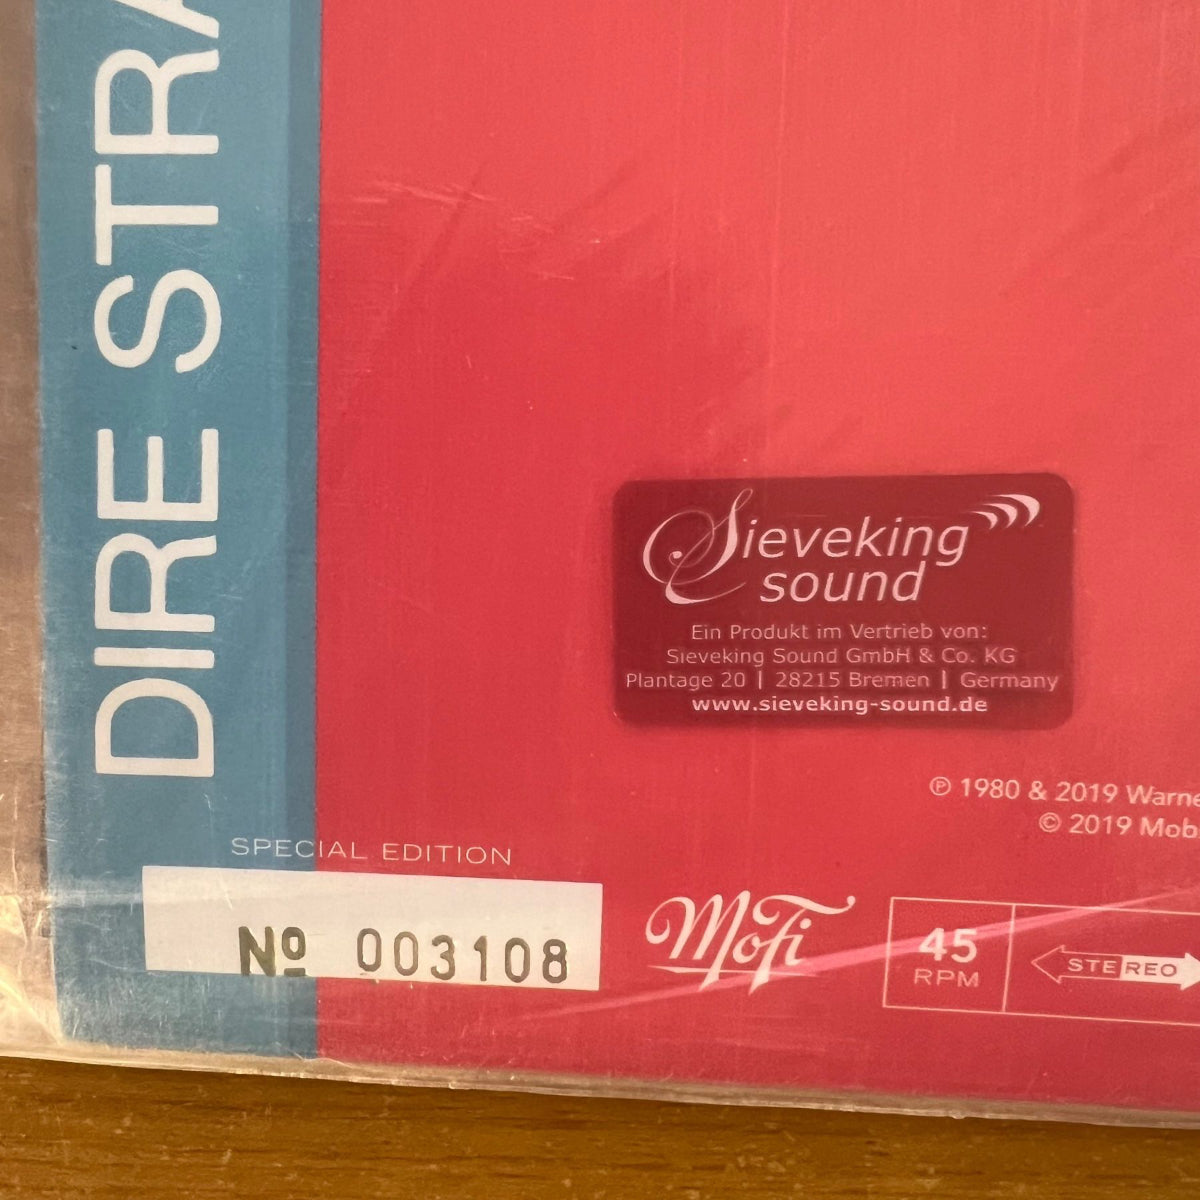 DIRE STRA
Sieveking
sound
Ein Produkt im Vertrieb von:
Sieveking Sound GmbH & Co. KG
Plantage 20 | 28215 Bremen | Germany
www.sieveking-sound.de
℗ 1980 & 2019 Warne
© 2019 Mob
SPECIAL EDITION
Nº 003108
MoFi
45
RPM
STEREO